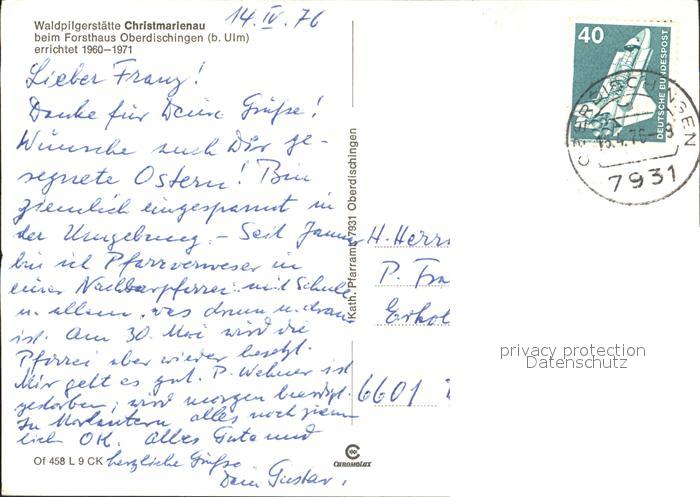 Waldpilgerstätte Christmarienau
beim Forsthaus Oberdischingen (b. Ulm)
errichtet 1960–1971
14. IV. 76
Lieber Franz!
Danke für Deine Grüße!
Wünsche auch Dir ge-
segnete Ostern! Bin
ziemlich eingespannt in
der Umgebung. – Seit Januar
bin ich Pfarrverweser in
einer Nachbarpfarrei mit Schule
u. allem, was drum u. dran
ist. Am 30. Mai wird die
Pfarrei aber wieder besetzt.
Mir geht es gut. P. Wehner ist
gestorben; wird morgen beerdigt.
In alles noch ziem-
lich OK. Alles Gute und
herzliche Grüße
Dein Gustav.
Of 458 L 9 CK
Kath. Pfarramt 7931 Oberdischingen
CHROMOLUX
40
DEUTSCHE BUNDESPOST
OBERDISCHINGEN
7931
H. Herrn
P. Fra
Erhol
6601
privacy protection
Datenschutz